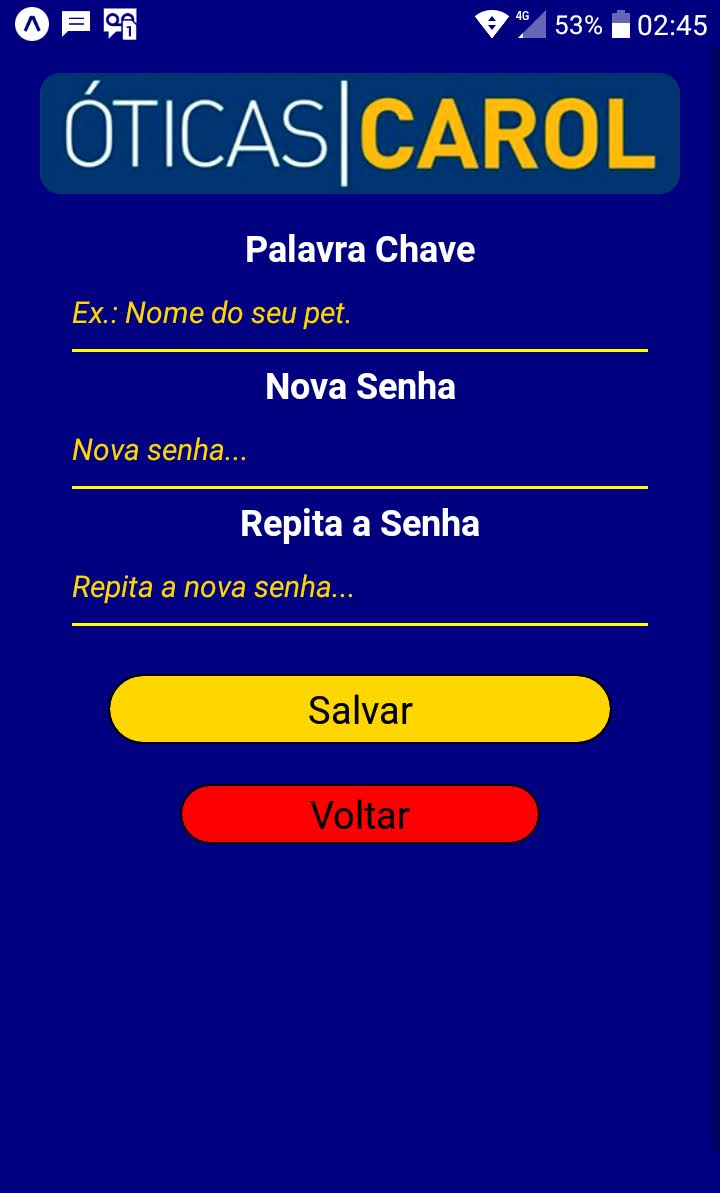 4G 53% 02:45
ÓTICAS|CAROL
Palavra Chave
Ex.: Nome do seu pet.
Nova Senha
Nova senha...
Repita a Senha
Repita a nova senha...
Salvar
Voltar